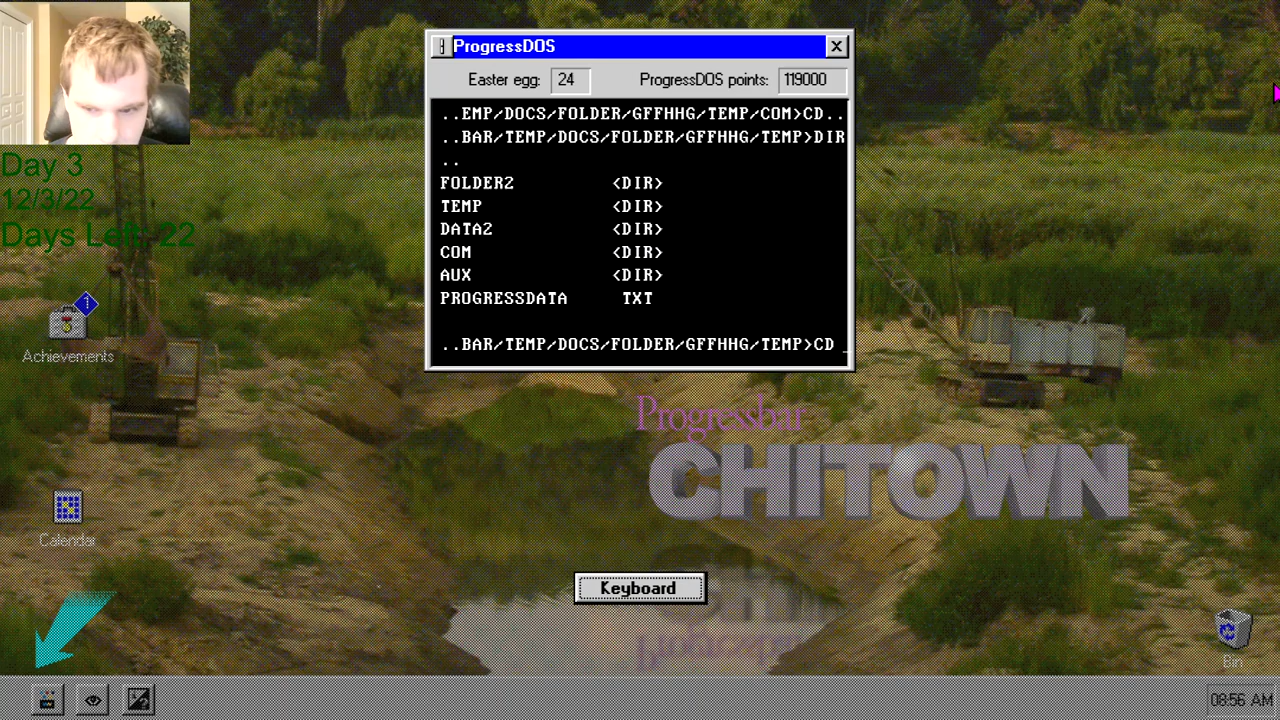 ProgressDOS
Easter egg: 24 ProgressDOS points: 119000
..EMP/DOCS/FOLDER/GFFHHG/TEMP/COM>CD..
..BAR/TEMP/DOCS/FOLDER/GFFHHG/TEMP>DIR
..
FOLDER2 <DIR>
TEMP <DIR>
DATA2 <DIR>
COM <DIR>
AUX <DIR>
PROGRESSDATA TXT
..BAR/TEMP/DOCS/FOLDER/GFFHHG/TEMP>CD _
Day 3
12/3/22
Days Left: 22
1
Achievements
Calendar
Progressbar
CHITOWN
Keyboard
Bin
08:56 AM